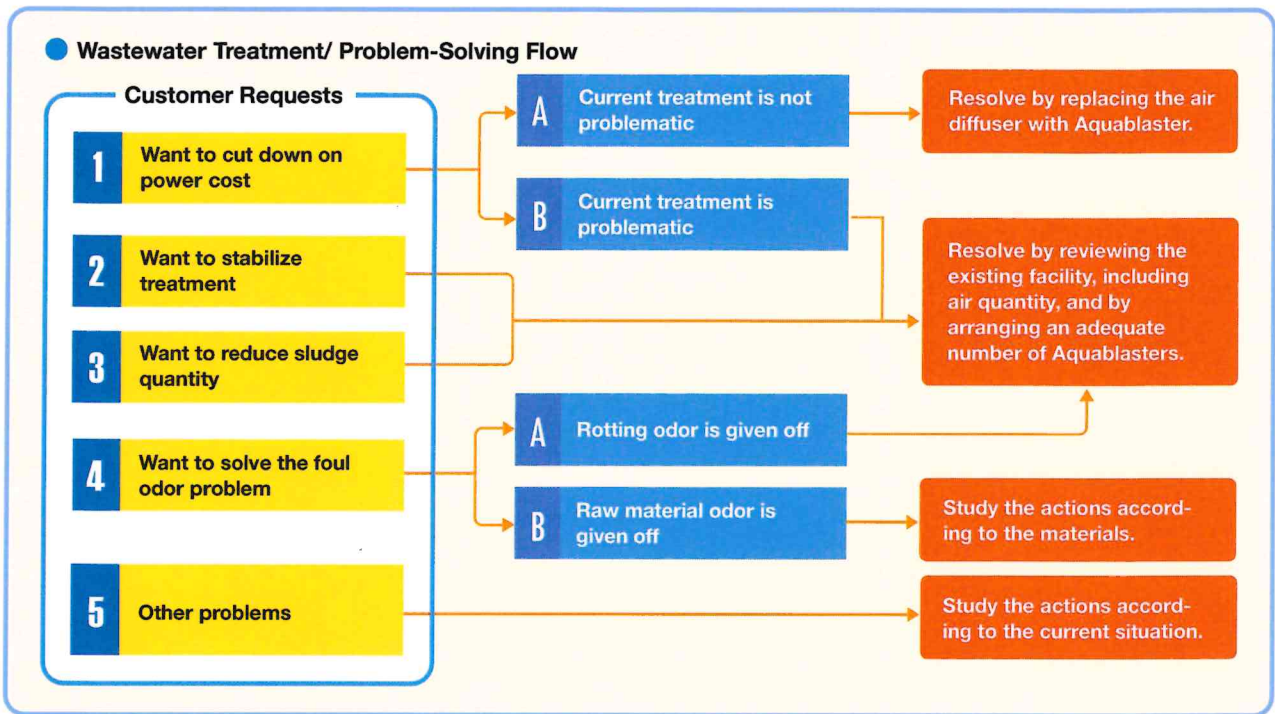 Wastewater Treatment/ Problem-Solving Flow
Customer Requests
1
Want to cut down on
power cost
2
Want to stabilize
treatment
3
Want to reduce sludge
quantity
4
Want to solve the foul
odor problem
5
Other problems
A
Current treatment is not
problematic
B
Current treatment is
problematic
A
Rotting odor is given off
B
Raw material odor is
given off
Resolve by replacing the air
diffuser with Aquablaster.
Resolve by reviewing the
existing facility, including
air quantity, and by
arranging an adequate
number of Aquablasters.
Study the actions accord-
ing to the materials.
Study the actions accord-
ing to the current situation.